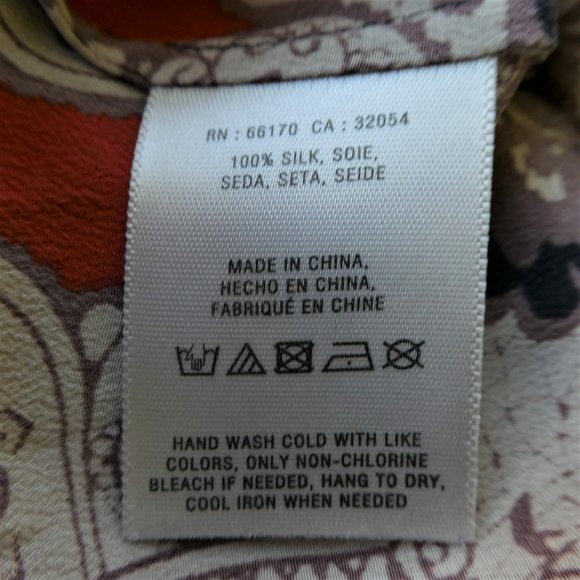 RN : 66170 CA : 32054
100% SILK, SOIE,
SEDA, SETA, SEIDE
MADE IN CHINA,
HECHO EN CHINA,
FABRIQUÉ EN CHINE
HAND WASH COLD WITH LIKE
COLORS, ONLY NON-CHLORINE
BLEACH IF NEEDED, HANG TO DRY,
COOL IRON WHEN NEEDED